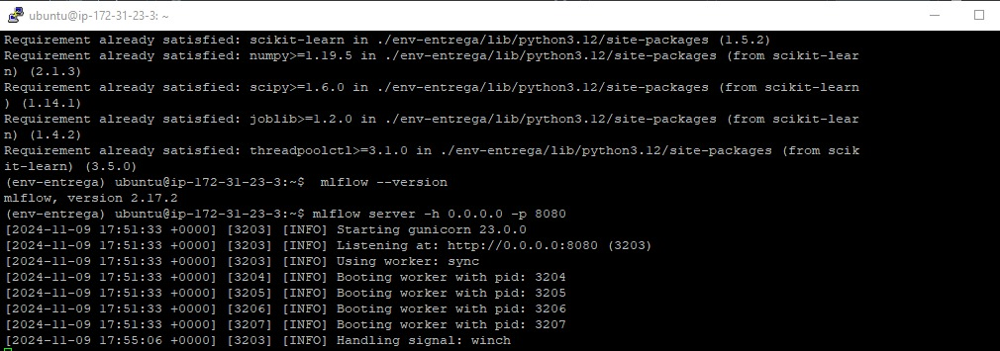 ubuntu@ip-172-31-23-3: ~
Requirement already satisfied: scikit-learn in ./env-entrega/lib/python3.12/site-packages (1.5.2)
Requirement already satisfied: numpy>=1.19.5 in ./env-entrega/lib/python3.12/site-packages (from scikit-lear
n) (2.1.3)
Requirement already satisfied: scipy>=1.6.0 in ./env-entrega/lib/python3.12/site-packages (from scikit-learn
) (1.14.1)
Requirement already satisfied: joblib>=1.2.0 in ./env-entrega/lib/python3.12/site-packages (from scikit-lear
n) (1.4.2)
Requirement already satisfied: threadpoolctl>=3.1.0 in ./env-entrega/lib/python3.12/site-packages (from scik
it-learn) (3.5.0)
(env-entrega) ubuntu@ip-172-31-23-3:~$  mlflow --version
mlflow, version 2.17.2
(env-entrega) ubuntu@ip-172-31-23-3:~$ mlflow server -h 0.0.0.0 -p 8080
[2024-11-09 17:51:33 +0000] [3203] [INFO] Starting gunicorn 23.0.0
[2024-11-09 17:51:33 +0000] [3203] [INFO] Listening at: http://0.0.0.0:8080 (3203)
[2024-11-09 17:51:33 +0000] [3203] [INFO] Using worker: sync
[2024-11-09 17:51:33 +0000] [3204] [INFO] Booting worker with pid: 3204
[2024-11-09 17:51:33 +0000] [3205] [INFO] Booting worker with pid: 3205
[2024-11-09 17:51:33 +0000] [3206] [INFO] Booting worker with pid: 3206
[2024-11-09 17:51:33 +0000] [3207] [INFO] Booting worker with pid: 3207
[2024-11-09 17:55:06 +0000] [3203] [INFO] Handling signal: winch